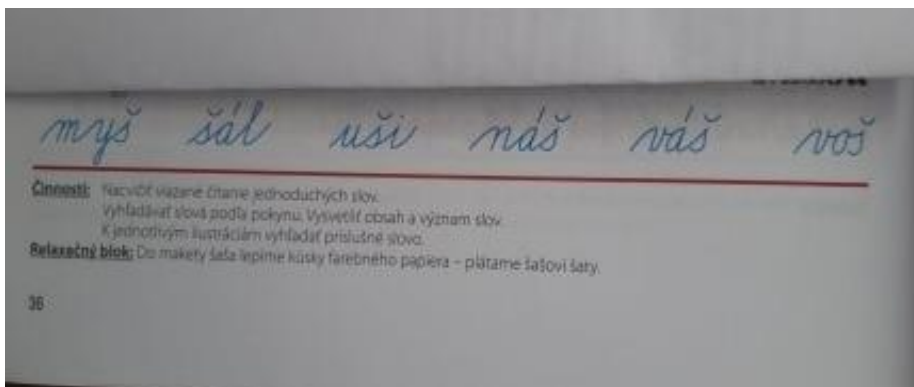 myš šál uši náš váš voš
Činnosti: Nacvičiť viazané čítanie jednoduchých slov.
Vyhľadávať slová podľa pokynu. Vysvetliť obsah a význam slov.
K jednotlivým ilustráciám vyhľadať príslušné slovo.
Relaxačný blok: Do makety šaša lepíme kúsky farebného papiera – plátame šašovi šaty.
36